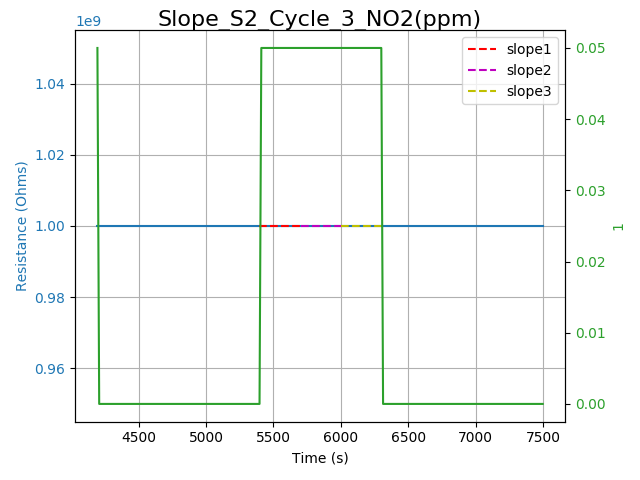 Slope_S2_Cycle_3_NO2(ppm)
1e9
slope1
slope2
slope3
1.04
1.02
1.00
0.98
0.96
Resistance (Ohms)
0.05
0.04
0.03
0.02
0.01
0.00
1
4500 5000 5500 6000 6500 7000 7500
Time (s)